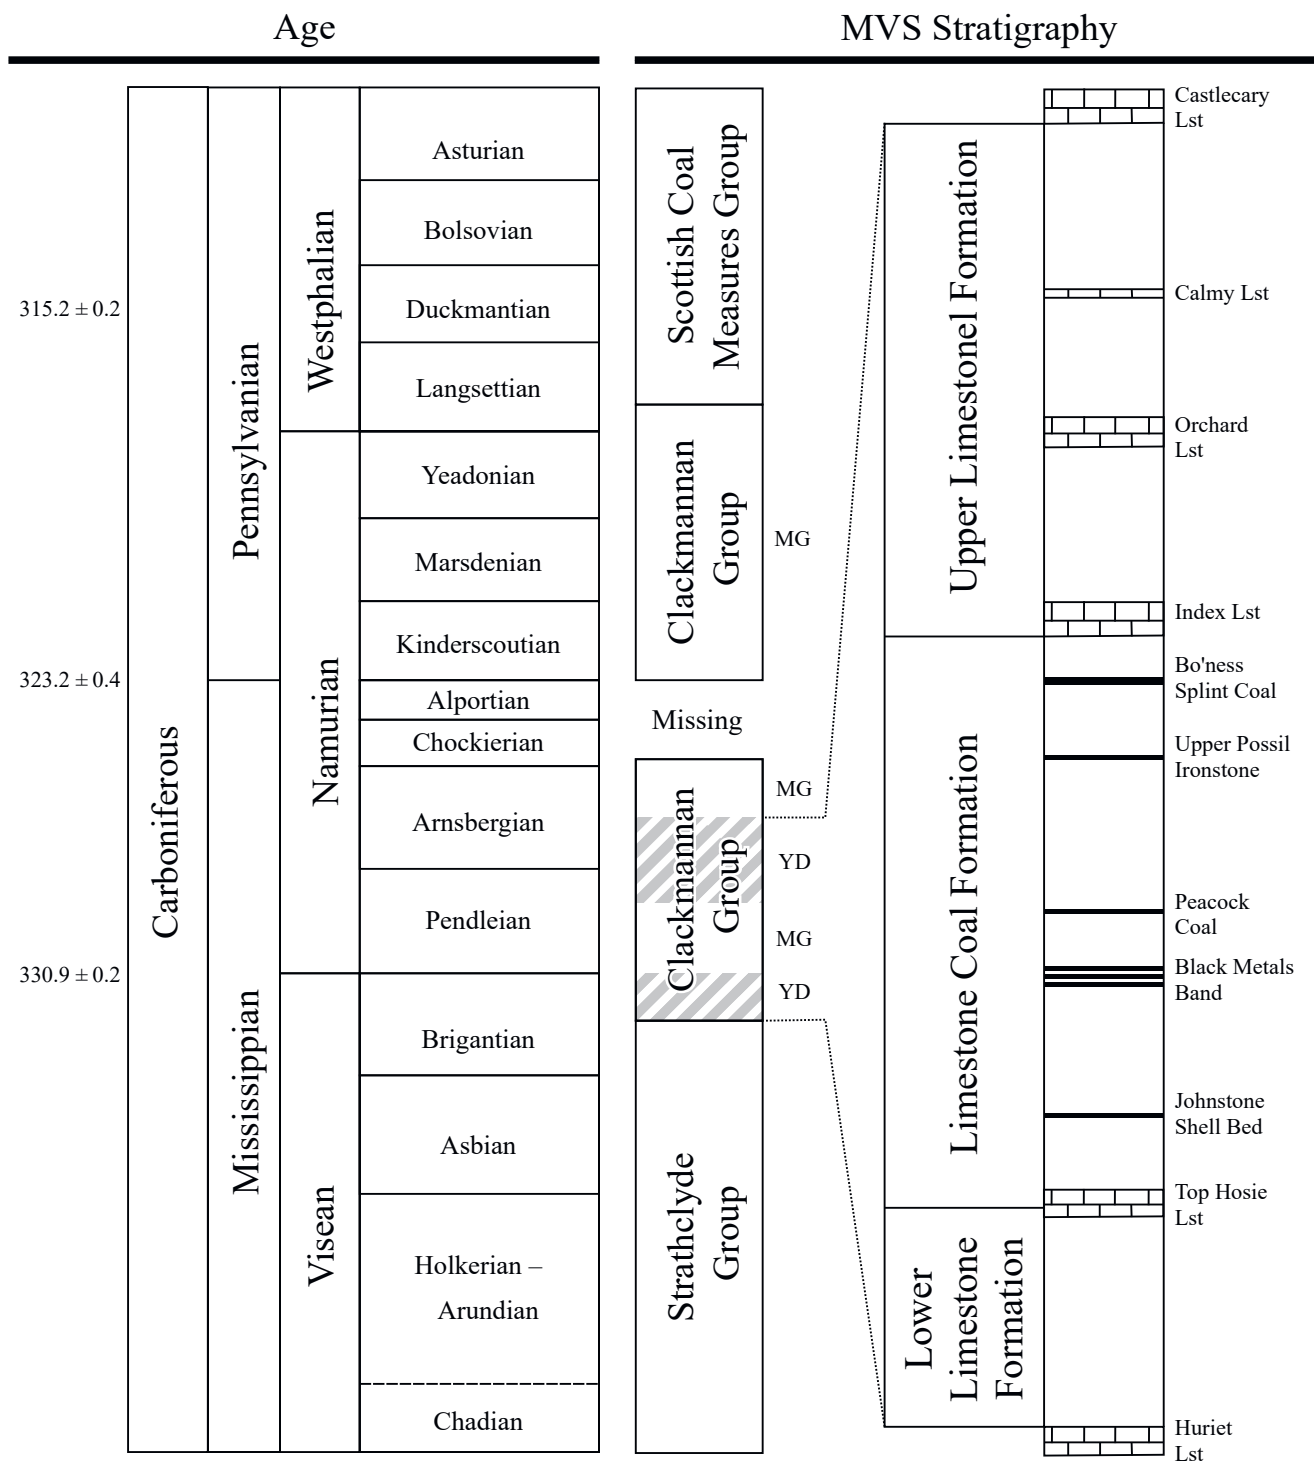 Age
MVS Stratigraphy
315.2 ± 0.2
323.2 ± 0.4
330.9 ± 0.2
Carboniferous
Pennsylvanian
Mississippian
Westphalian
Namurian
Visean
Asturian
Bolsovian
Duckmantian
Langsettian
Yeadonian
Marsdenian
Kinderscoutian
Alportian
Chockierian
Arnsbergian
Pendleian
Brigantian
Asbian
Holkerian –
Arundian
Chadian
Scottish Coal
Measures Group
Clackmannan
Group
Missing
Clackmannan
Group
Strathclyde
Group
MG
MG
YD
MG
YD
Upper Limestonel Formation
Limestone Coal Formation
Lower
Limestone
Formation
Castlecary
Lst
Calmy Lst
Orchard
Lst
Index Lst
Bo'ness
Splint Coal
Upper Possil
Ironstone
Peacock
Coal
Black Metals
Band
Johnstone
Shell Bed
Top Hosie
Lst
Huriet
Lst